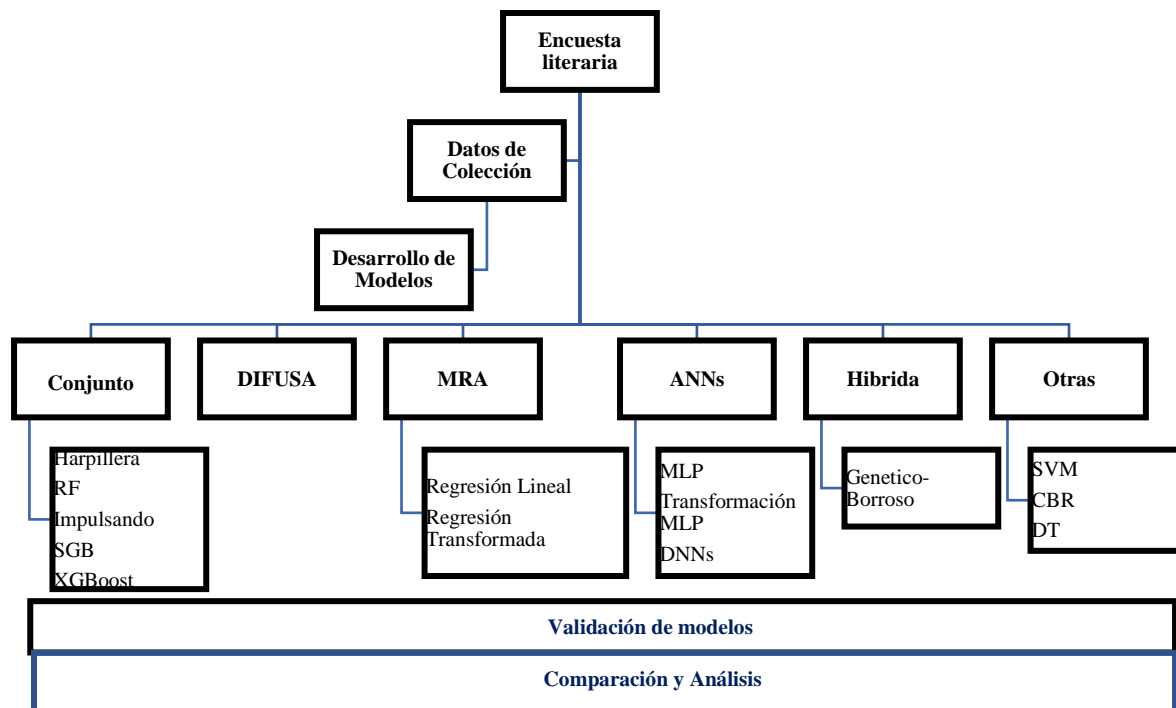 Encuesta
literaria
Datos de
Colección
Desarrollo de
Modelos
Conjunto
DIFUSA
MRA
ANNs
Hibrida
Otras
Harpillera
RF
Impulsando
SGB
XGBoost
Regresión Lineal
Regresión
Transformada
MLP
Transformación
MLP
DNNs
Genetico-
Borroso
SVM
CBR
DT
Validación de modelos
Comparación y Análisis